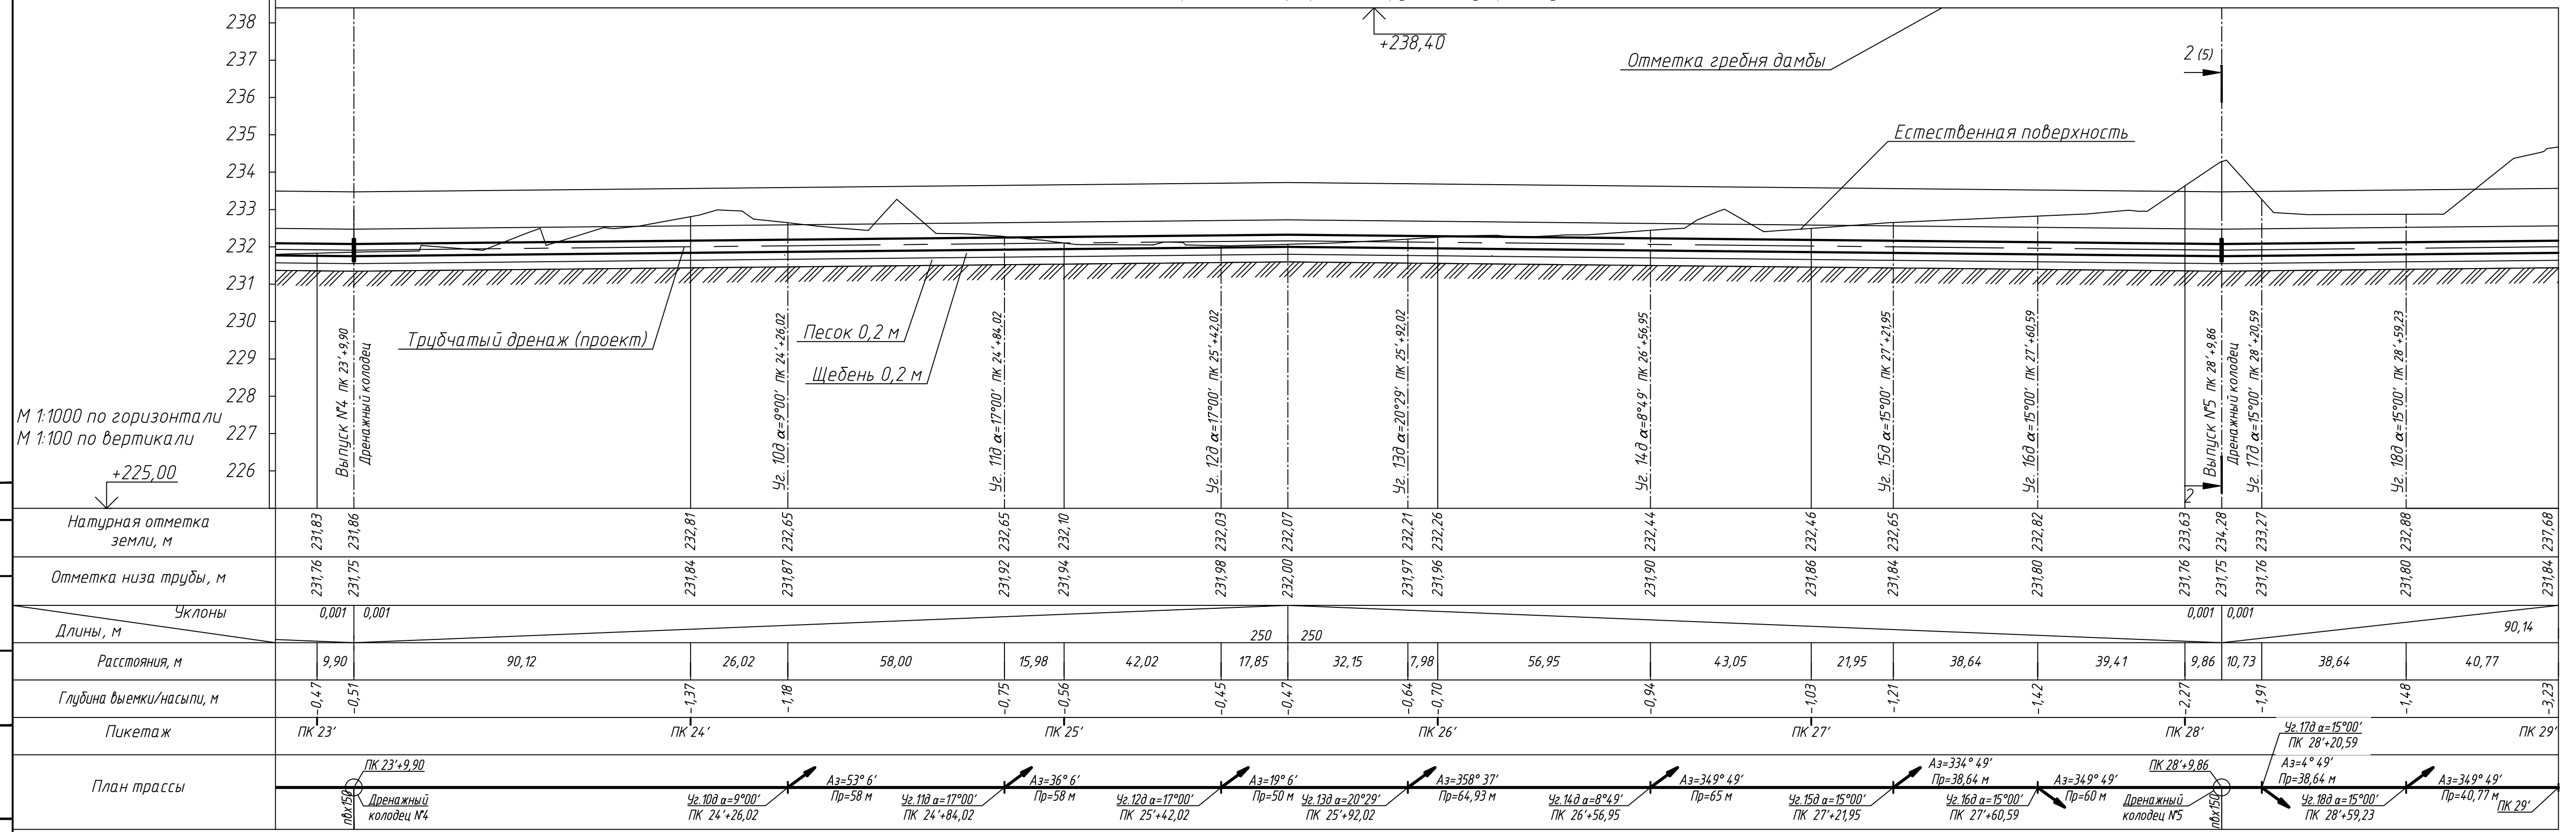 238
237
236
235
234
233
232
231
230
229
228
227
226
+238,40
Отметка гребня дамбы
2 (5)
Естественная поверхность
Трубчатый дренаж (проект)
Песок 0,2 м
Щебень 0,2 м
М 1:1000 по горизонтали
М 1:100 по вертикали
+225,00
Выпуск №4 ПК 23'+9,90
Дренажный колодец
Уг. 10д α=9°00' ПК 24'+26,02
Уг. 11д α=17°00' ПК 24'+84,02
Уг. 12д α=17°00' ПК 25'+42,02
Уг. 13д α=20°29' ПК 25'+92,02
Уг. 14д α=8°49' ПК 26'+56,95
Уг. 15д α=15°00' ПК 27'+21,95
Уг. 16д α=15°00' ПК 27'+60,59
Выпуск №5 ПК 28'+9,86
Дренажный колодец
Уг. 17д α=15°00' ПК 28'+20,59
Уг. 18д α=15°00' ПК 28'+59,23
2
Натурная отметка
земли, м
231,83 231,86 232,81 232,65 232,65 232,10 232,03 232,07 232,21 232,26 232,44 232,46 232,65 232,82 233,63 234,28 233,27 232,88 237,68
Отметка низа трубы, м
231,76 231,75 231,84 231,87 231,92 231,94 231,98 232,00 231,97 231,96 231,90 231,86 231,84 231,80 231,76 231,75 231,76 231,80 231,84
Уклоны
Длины, м
0,001 0,001 250 250 0,001 0,001 90,14
Расстояния, м
9,90 90,12 26,02 58,00 15,98 42,02 17,85 32,15 7,98 56,95 43,05 21,95 38,64 39,41 9,86 10,73 38,64 40,77
Глубина выемки/насыпи, м
-0,47 -0,51 -1,37 -1,18 -0,75 -0,56 -0,45 -0,47 -0,64 -0,70 -0,94 -1,03 -1,21 -1,42 -2,27 -1,91 -1,48 -3,23
Пикетаж
ПК 23' ПК 24' ПК 25' ПК 26' ПК 27' ПК 28' ПК 29'
План трассы
ПК 23'+9,90
Дренажный
колодец №4
пвх150
Уг.10д α=9°00'
ПК 24'+26,02
Аз=53° 6'
Пр=58 м
Уг.11д α=17°00'
ПК 24'+84,02
Аз=36° 6'
Пр=58 м
Уг.12д α=17°00'
ПК 25'+42,02
Аз=19° 6'
Пр=50 м
Уг.13д α=20°29'
ПК 25'+92,02
Аз=358° 37'
Пр=64,93 м
Уг.14д α=8°49'
ПК 26'+56,95
Аз=349° 49'
Пр=65 м
Уг.15д α=15°00'
ПК 27'+21,95
Аз=334° 49'
Пр=38,64 м
Уг.16д α=15°00'
ПК 27'+60,59
Аз=349° 49'
Пр=60 м
ПК 28'+9,86
Дренажный
колодец №5
пвх150
Уг.17д α=15°00'
ПК 28'+20,59
Аз=4° 49'
Пр=38,64 м
Уг.18д α=15°00'
ПК 28'+59,23
Аз=349° 49'
Пр=40,77 м
ПК 29'